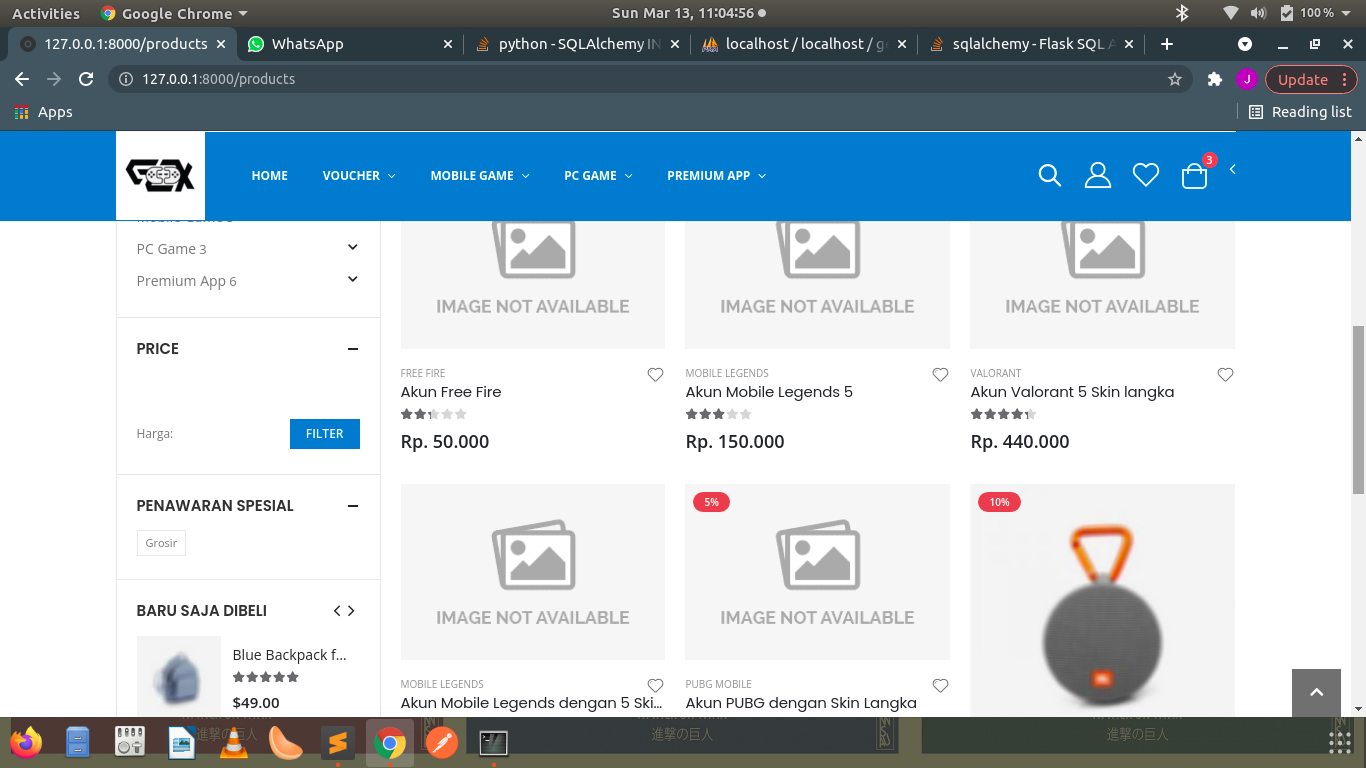 Activities
Google Chrome
Sun Mar 13, 11:04:56
100 %
127.0.0.1:8000/products
WhatsApp
python - SQLAlchemy IN
localhost / localhost / g
sqlalchemy - Flask SQL A
127.0.0.1:8000/products
J
Update
Apps
Reading list
HOME
VOUCHER
MOBILE GAME
PC GAME
PREMIUM APP
3
PC Game 3
Premium App 6
PRICE
Harga:
FILTER
PENAWARAN SPESIAL
Grosir
BARU SAJA DIBELI
Blue Backpack f...
$49.00
IMAGE NOT AVAILABLE
IMAGE NOT AVAILABLE
IMAGE NOT AVAILABLE
FREE FIRE
Akun Free Fire
Rp. 50.000
MOBILE LEGENDS
Akun Mobile Legends 5
Rp. 150.000
VALORANT
Akun Valorant 5 Skin langka
Rp. 440.000
IMAGE NOT AVAILABLE
MOBILE LEGENDS
Akun Mobile Legends dengan 5 Ski...
5%
IMAGE NOT AVAILABLE
PUBG MOBILE
Akun PUBG dengan Skin Langka
10%
JBL
進撃の巨人
進撃の巨人
進撃の巨人